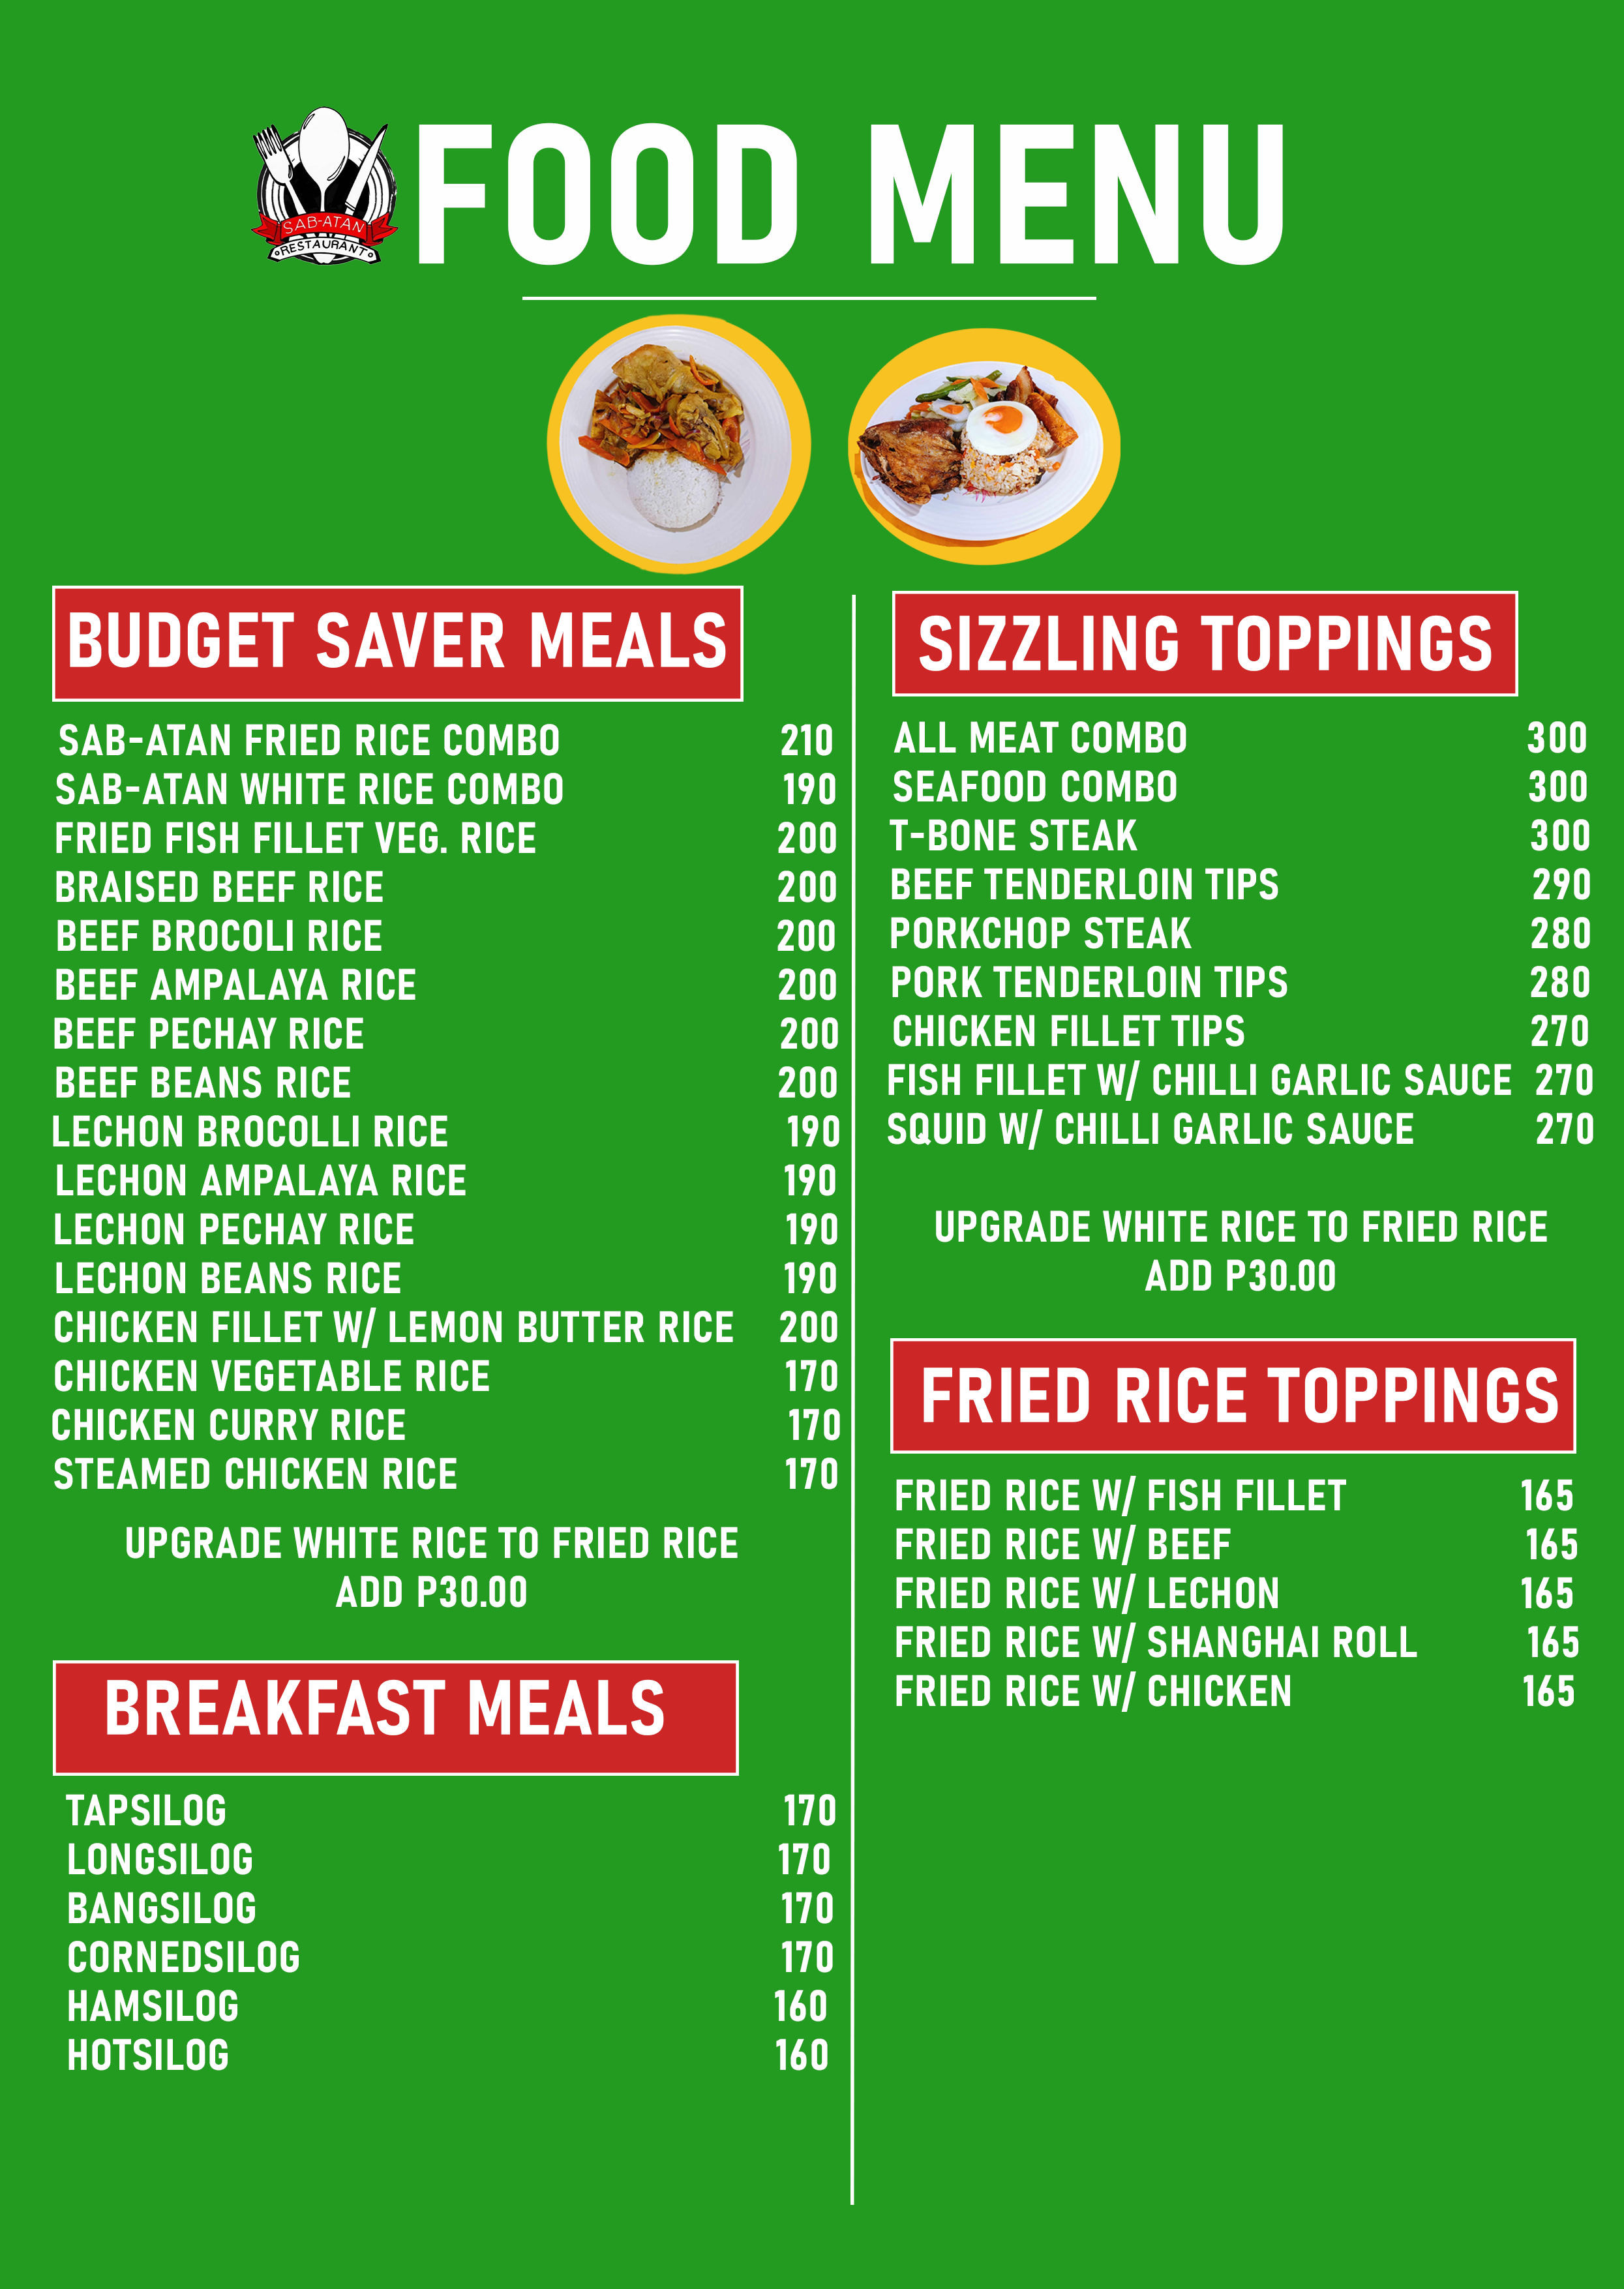 SAB-ATAN
RESTAURANT
FOOD MENU
BUDGET SAVER MEALS
SAB-ATAN FRIED RICE COMBO 210
SAB-ATAN WHITE RICE COMBO 190
FRIED FISH FILLET VEG. RICE 200
BRAISED BEEF RICE 200
BEEF BROCOLI RICE 200
BEEF AMPALAYA RICE 200
BEEF PECHAY RICE 200
BEEF BEANS RICE 200
LECHON BROCOLLI RICE 190
LECHON AMPALAYA RICE 190
LECHON PECHAY RICE 190
LECHON BEANS RICE 190
CHICKEN FILLET W/ LEMON BUTTER RICE 200
CHICKEN VEGETABLE RICE 170
CHICKEN CURRY RICE 170
STEAMED CHICKEN RICE 170
UPGRADE WHITE RICE TO FRIED RICE
ADD P30.00
BREAKFAST MEALS
TAPSILOG 170
LONGSILOG 170
BANGSILOG 170
CORNEDSILOG 170
HAMSILOG 160
HOTSILOG 160
SIZZLING TOPPINGS
ALL MEAT COMBO 300
SEAFOOD COMBO 300
T-BONE STEAK 300
BEEF TENDERLOIN TIPS 290
PORKCHOP STEAK 280
PORK TENDERLOIN TIPS 280
CHICKEN FILLET TIPS 270
FISH FILLET W/ CHILLI GARLIC SAUCE 270
SQUID W/ CHILLI GARLIC SAUCE 270
UPGRADE WHITE RICE TO FRIED RICE
ADD P30.00
FRIED RICE TOPPINGS
FRIED RICE W/ FISH FILLET 165
FRIED RICE W/ BEEF 165
FRIED RICE W/ LECHON 165
FRIED RICE W/ SHANGHAI ROLL 165
FRIED RICE W/ CHICKEN 165